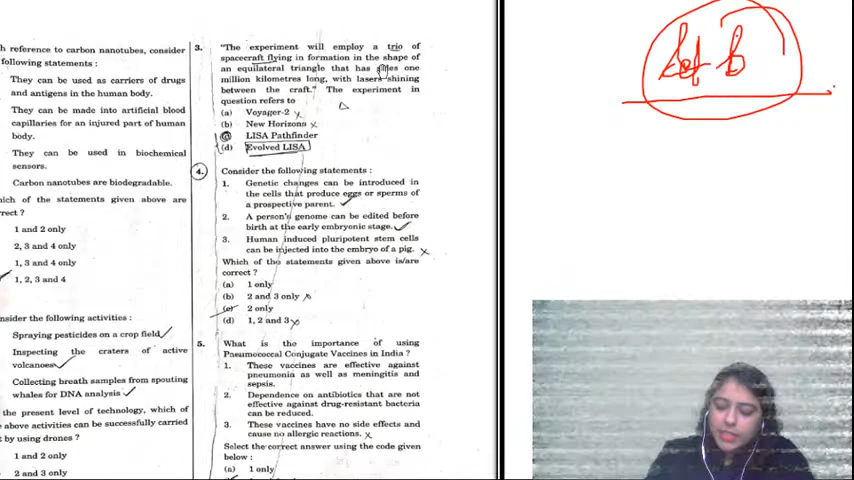 h reference to carbon nanotubes, consider
following statements :
They can be used as carriers of drugs
and antigens in the human body.
They can be made into artificial blood
capillaries for an injured part of human
body.
They can be used in biochemical
sensors.
Carbon nanotubes are biodegradable.
hich of the statements given above are
rrect ?
1 and 2 only
2, 3 and 4 only
1, 3 and 4 only
1, 2, 3 and 4
nsider the following activities :
Spraying pesticides on a crop field
Inspecting the craters of active
volcanoes
Collecting breath samples from spouting
whales for DNA analysis
the present level of technology, which of
above activities can be successfully carried
t by using drones ?
1 and 2 only
2 and 3 only
3. "The experiment will employ a trio of
spacecraft flying in formation in the shape of
an equilateral triangle that has sides one
million kilometres long, with lasers shining
between the craft." The experiment in
question refers to
(a) Voyager-2
(b) New Horizons
LISA Pathfinder
(d) Evolved LISA
4. Consider the following statements :
1. Genetic changes can be introduced in
the cells that produce eggs or sperms of
a prospective parent.
2. A person's genome can be edited before
birth at the early embryonic stage.
3. Human induced pluripotent stem cells
can be injected into the embryo of a pig.
Which of the statements given above is/are
correct ?
(a) 1 only
(b) 2 and 3 only
(c) 2 only
(d) 1, 2 and 3
5. What is the importance of using
Pneumococcal Conjugate Vaccines in India ?
1. These vaccines are effective against
pneumonia as well as meningitis and
sepsis.
2. Dependence on antibiotics that are not
effective against drug-resistant bacteria
can be reduced.
3. These vaccines have no side effects and
cause no allergic reactions.
Select the correct answer using the code given
below :
(a) 1 only
Set b